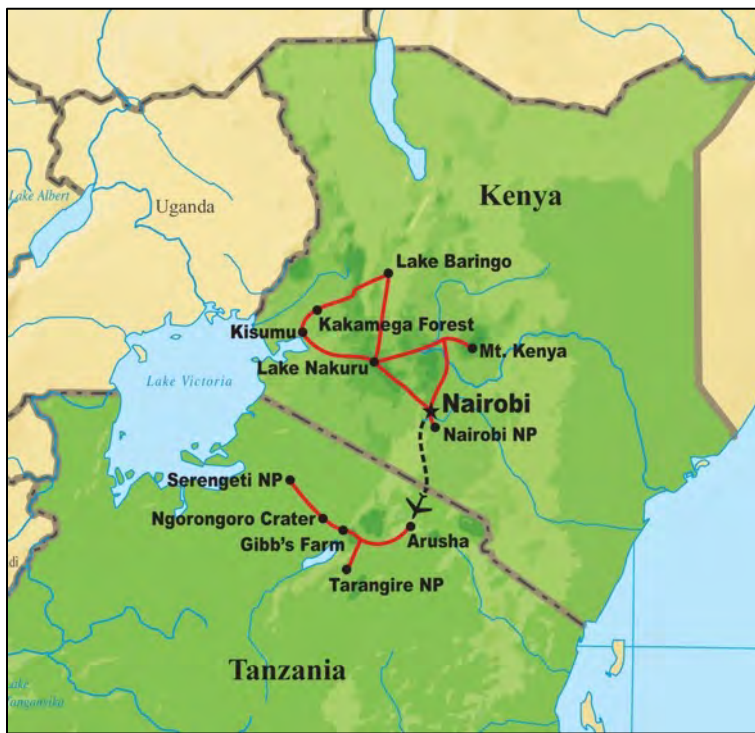 Kenya
Lake Albert
Uganda
Lake Baringo
Kakamega Forest
Kisumu
Mt. Kenya
Lake Nakuru
Lake Victoria
Nairobi
Nairobi NP
Serengeti NP
Ngorongoro Crater
Arusha
Gibb's Farm
di
Tarangire NP
Tanzania